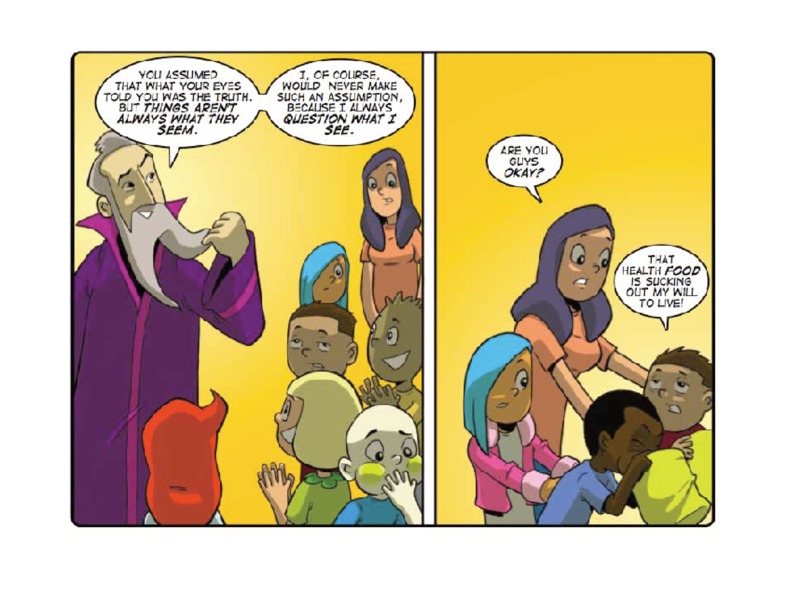 YOU ASSUMED
THAT WHAT YOUR EYES
TOLD YOU WAS THE TRUTH.
BUT THINGS AREN'T
ALWAYS WHAT THEY
SEEM.
I, OF COURSE,
WOULD NEVER MAKE
SUCH AN ASSUMPTION,
BECAUSE I ALWAYS
QUESTION WHAT I
SEE.
ARE YOU
GUYS
OKAY?
THAT
HEALTH FOOD
IS SUCKING
OUT MY WILL
TO LIVE!